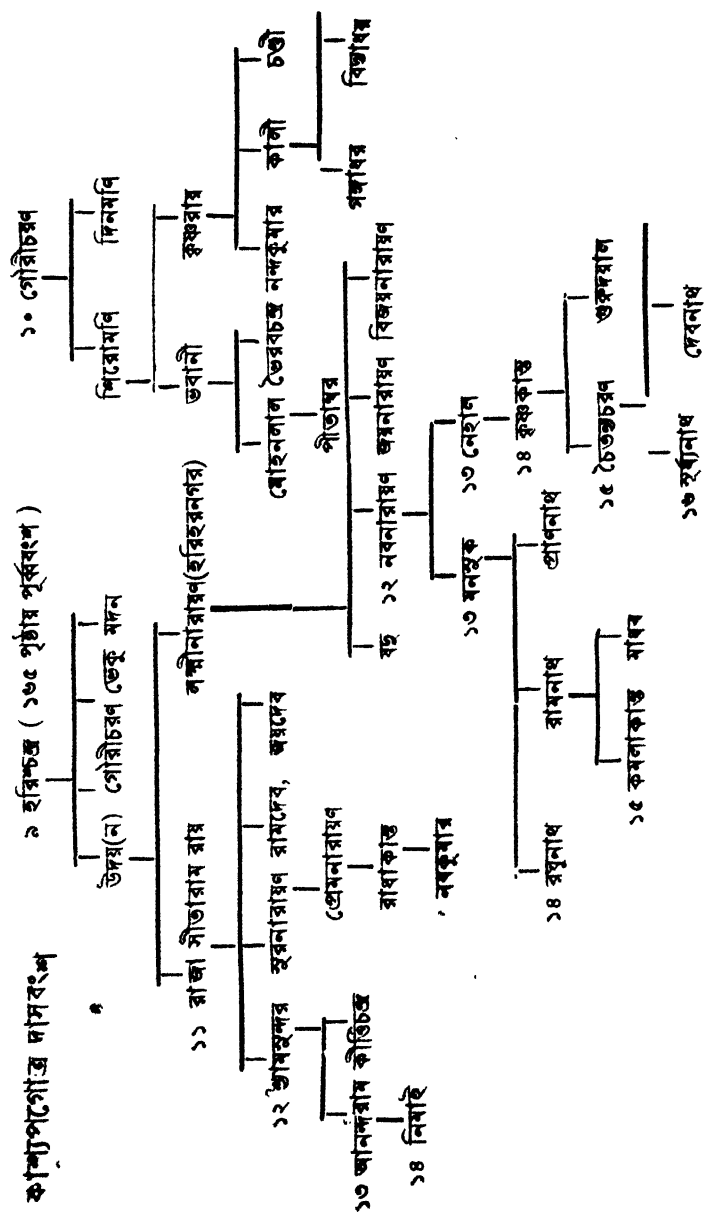 কাশ্যপগোত্র দাসবংশ
৯ হরিশ্চন্দ্র ( ১৬৫ পৃষ্ঠায় পূর্ব্ববংশ )
১০ গৌরীচরণ
উদয়(ন) গৌরীচরণ ভেকু মদন
শিরোমণি দিনমণি
১১ রাজা সীতারাম রায় লক্ষ্মীনারায়ণ(হরিহরনগর)
ভবানী কৃষ্ণরায়
১২ শ্যামসুন্দর সুরনারায়ণ রামদেব, জয়দেব
মোহনলাল ভৈরবচন্দ্র নন্দকুমার কালী চণ্ডী
প্রেমনারায়ণ
পীতাম্বর
গঙ্গাধর বিদ্যাধর
১৩ আনন্দরাম কীর্ত্তিচন্দ্র
রাধাকান্ত
যদু ১২ নবনারায়ণ জয়নারায়ণ বিজয়নারায়ণ
১৪ নিমাই
নবকুমার
১৩ মনসুক ১৩ নেহাল
১৪ কৃষ্ণকান্ত
১৪ রঘুনাথ রামনাথ প্রাণনাথ
১৫ চৈতন্যচরণ গুরুদয়াল
১৫ কমলাকান্ত মাধব
১৬ সূর্য্যনাথ দেবনাথ